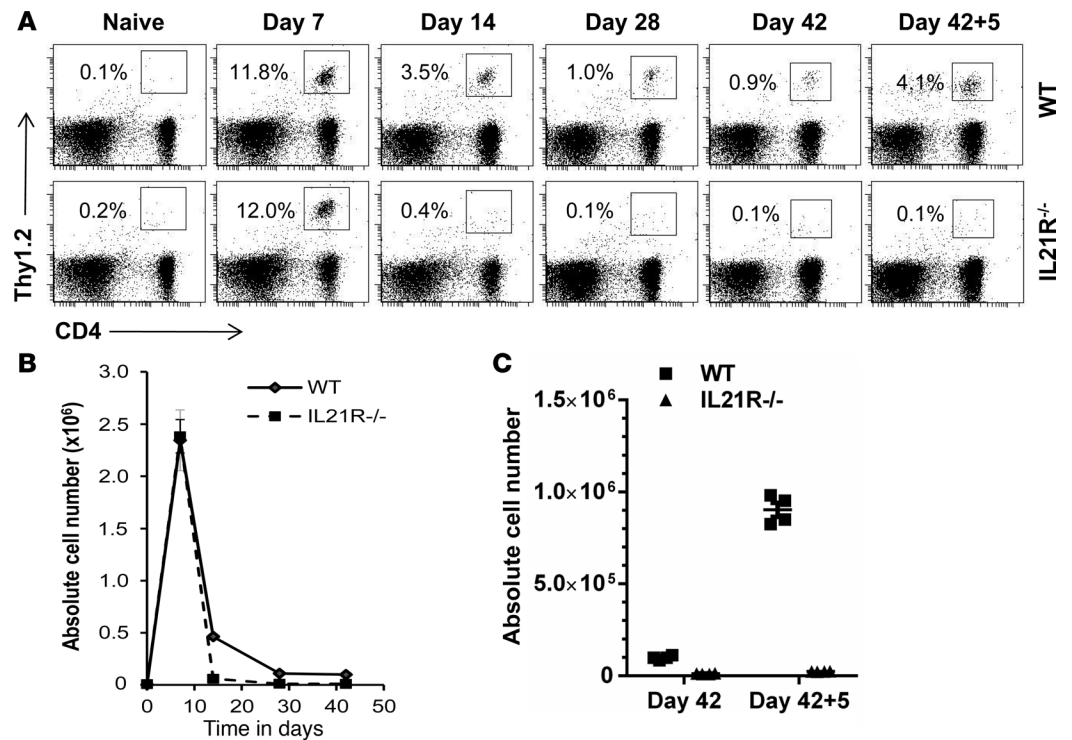 A
Naive Day 7 Day 14 Day 28 Day 42 Day 42+5
0.1% 11.8% 3.5% 1.0% 0.9% 4.1%
WT
0.2% 12.0% 0.4% 0.1% 0.1% 0.1%
IL21R-/-
Thy1.2
CD4
B
WT
IL21R-/-
Absolute cell number (x10⁶)
3.0
2.5
2.0
1.5
1.0
0.5
0
0 10 20 30 40 50
Time in days
C
WT
IL21R-/-
Absolute cell number
1.5×10⁶
1.0×10⁶
5.0×10⁵
0
Day 42 Day 42+5